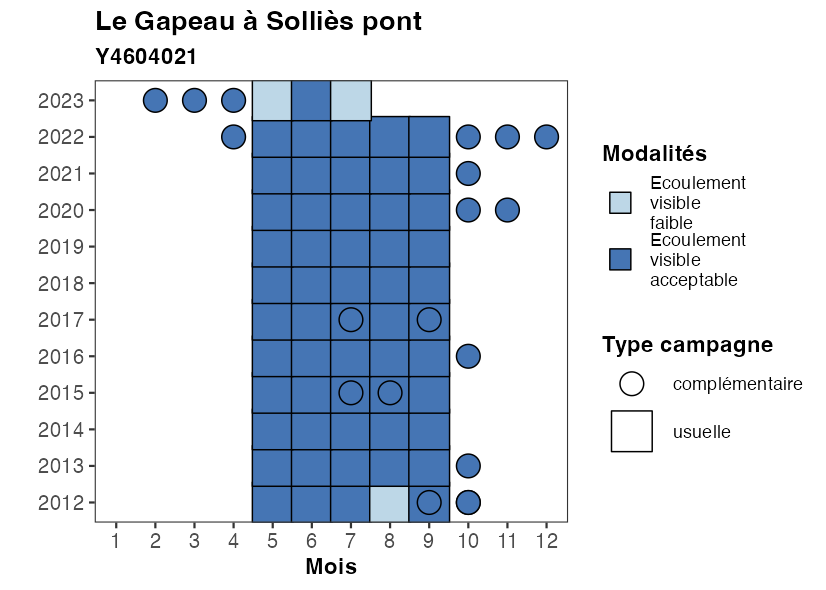 Le Gapeau à Solliès pont
Y4604021
2023
2022
2021
2020
2019
2018
2017
2016
2015
2014
2013
2012
1 2 3 4 5 6 7 8 9 10 11 12
Mois
Modalités
Ecoulement
visible
faible
Ecoulement
visible
acceptable
Type campagne
complémentaire
usuelle